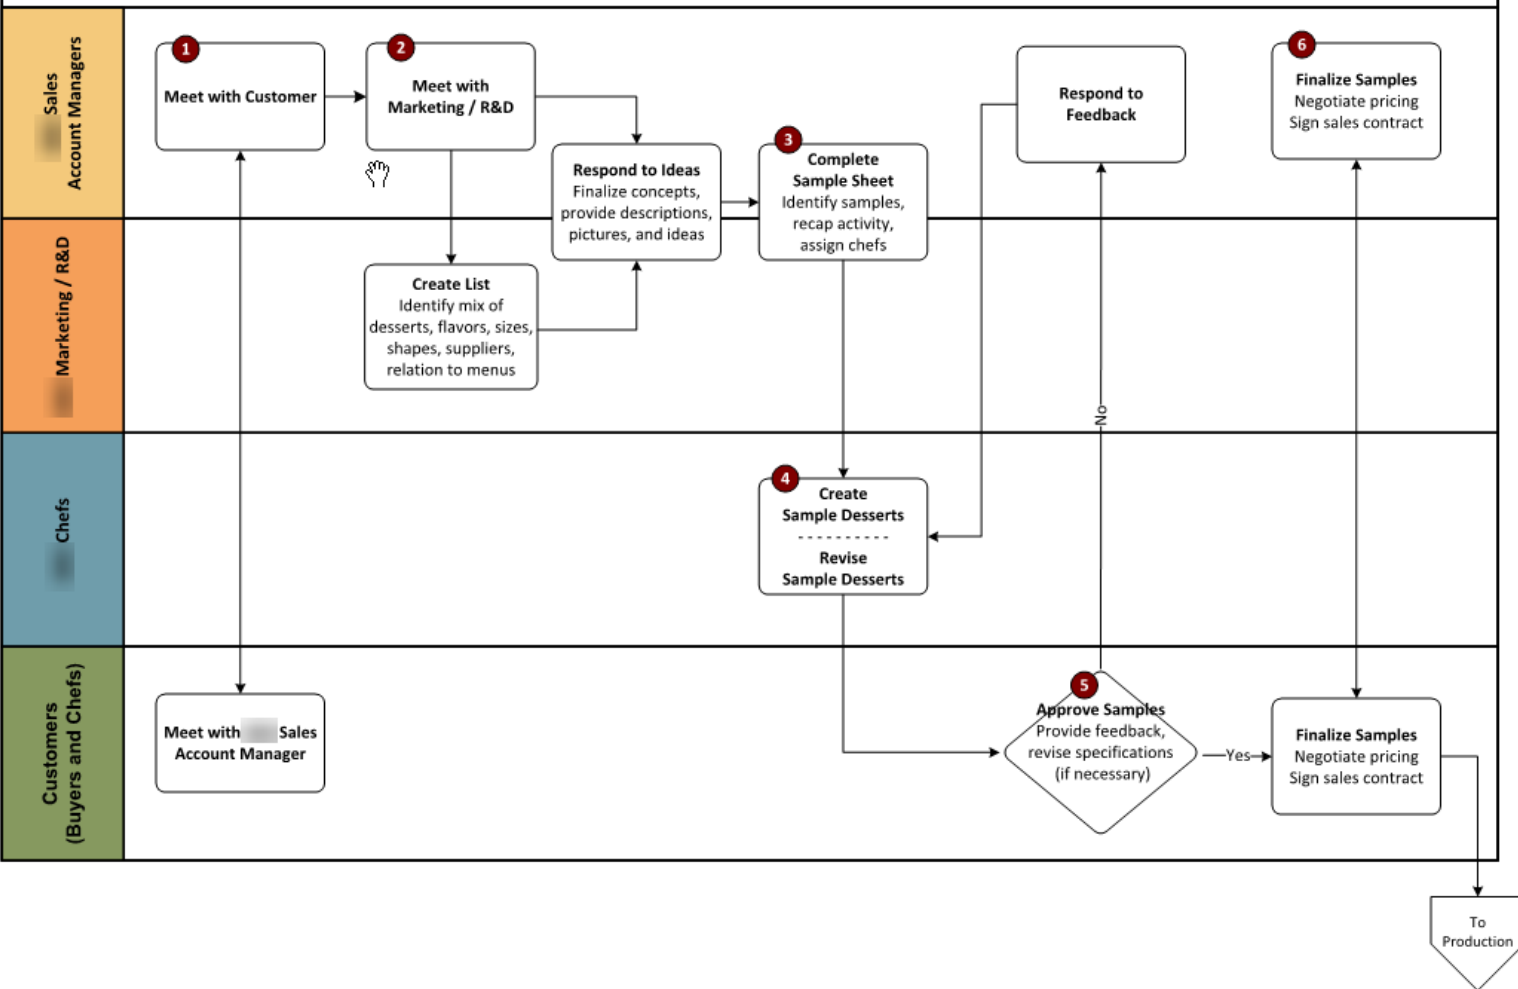 Sales
Account Managers
1
Meet with Customer
2
Meet with
Marketing / R&D
Respond to Ideas
Finalize concepts,
provide descriptions,
pictures, and ideas
3
Complete
Sample Sheet
Identify samples,
recap activity,
assign chefs
Respond to
Feedback
6
Finalize Samples
Negotiate pricing
Sign sales contract
Marketing / R&D
Create List
Identify mix of
desserts, flavors, sizes,
shapes, suppliers,
relation to menus
No
Chefs
4
Create
Sample Desserts
Revise
Sample Desserts
Customers
(Buyers and Chefs)
Meet with Sales
Account Manager
5
Approve Samples
Provide feedback,
revise specifications
(if necessary)
Yes
Finalize Samples
Negotiate pricing
Sign sales contract
To
Production